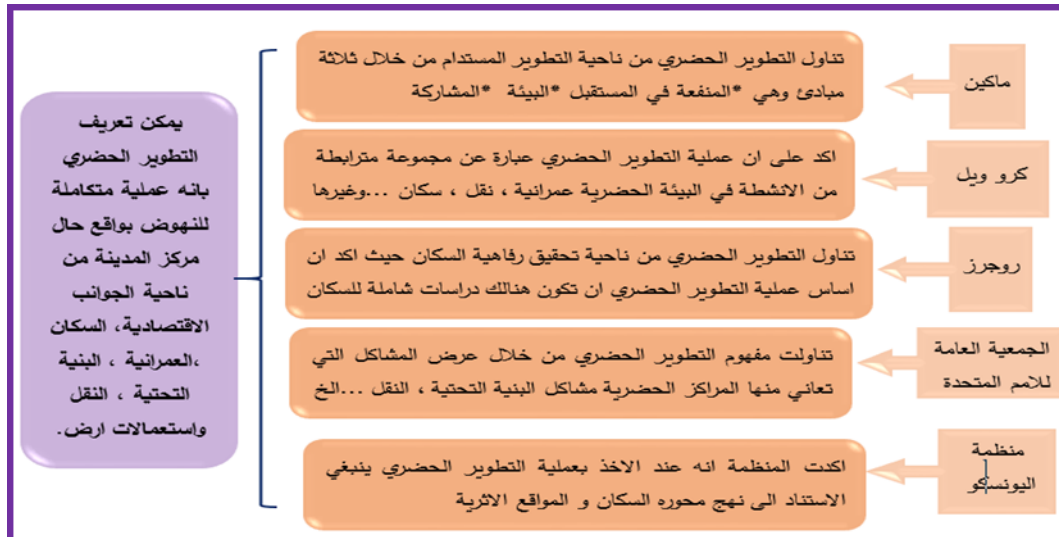 ماكين
تناول التطوير الحضري من ناحية التطوير المستدام من خلال ثلاثة
مبادئ وهي *المنفعة في المستقبل *البيئة *المشاركة
كرو ويل
اكد على ان عملية التطوير الحضري عبارة عن مجموعة مترابطة
من الانشطة في البيئة الحضرية عمرانية ، نقل ، سكان ...وغيرها
روجرز
تناول التطوير الحضري من ناحية تحقيق رفاهية السكان حيث اكد ان
اساس عملية التطوير الحضري ان تكون هنالك دراسات شاملة للسكان
الجمعية العامة
للامم المتحدة
تناولت مفهوم التطوير الحضري من خلال عرض المشاكل التي
تعاني منها المراكز الحضرية مشاكل البنية التحتية ، النقل ...الخ
منظمة
اليونسكو
اكدت المنظمة انه عند الاخذ بعملية التطوير الحضري ينبغي
الاستناد الى نهج محوره السكان و المواقع الاثرية
يمكن تعريف
التطوير الحضري
بانه عملية متكاملة
للنهوض بواقع حال
مركز المدينة من
ناحية الجوانب
الاقتصادية، السكان
،العمرانية ، البنية
التحتية ، النقل
واستعمالات ارض.